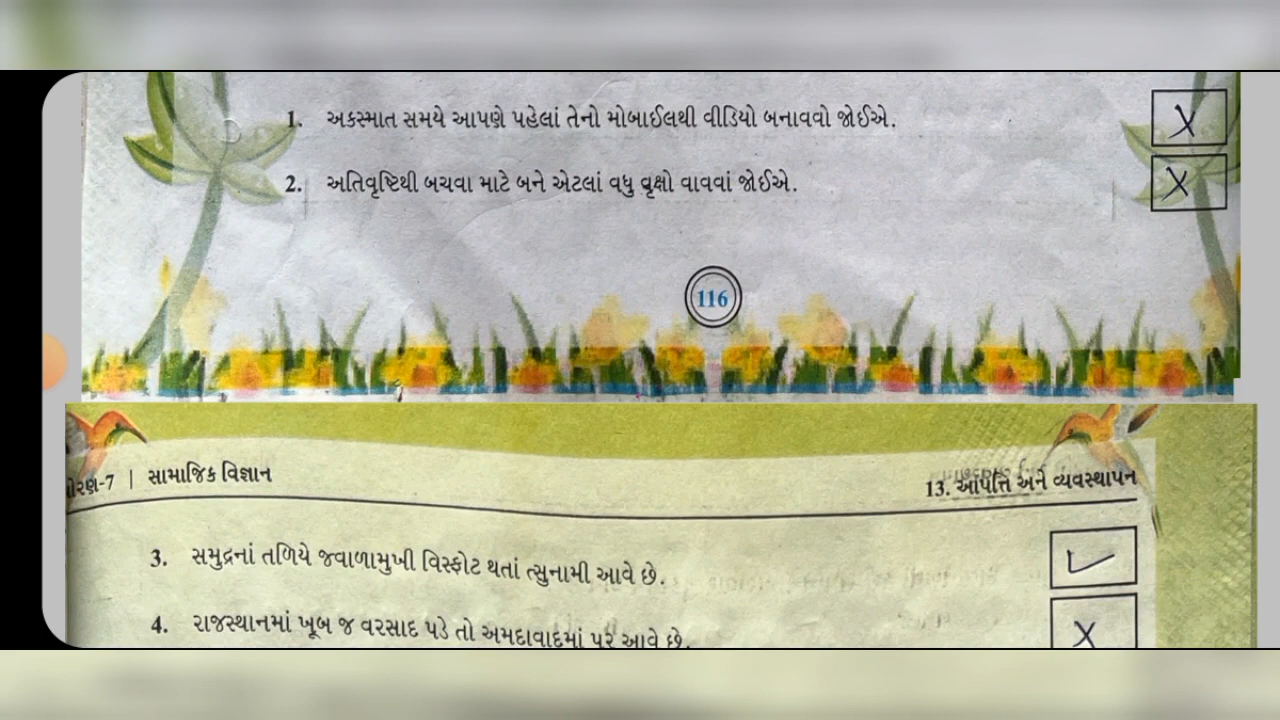 1. અકસ્માત સમયે આપણે પહેલાં તેનો મોબાઈલથી વીડિયો બનાવવો જોઈએ. X
2. અતિવૃષ્ટિથી બચવા માટે બને એટલાં વધુ વૃક્ષો વાવવાં જોઈએ. X
116
સામાજિક વિજ્ઞાન
13. આપત્તિ અને વ્યવસ્થાપન
3. સમુદ્રનાં તળિયે જ્વાળામુખી વિસ્ફોટ થતાં ત્સુનામી આવે છે. ✓
4. રાજસ્થાનમાં ખૂબ જ વરસાદ પડે તો અમદાવાદમાં પૂર આવે છે. X